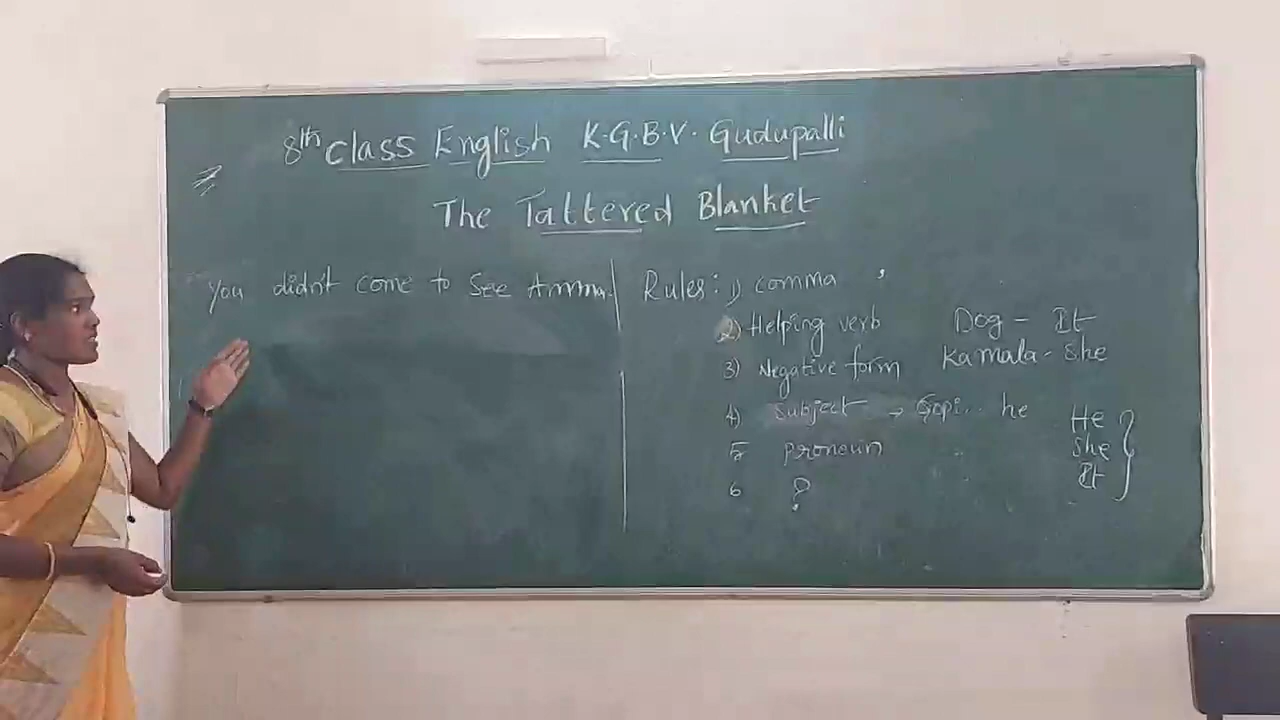 8th class English K.G.B.V. Gudupalli
The Tattered Blanket
You didn't come to see Amma.
Rules: 1) comma ,
2) Helping verb Dog - It
3) Negative form Kamala - She
4) Subject → Gopi.. he
5 pronoun
6 ?
He
She
It